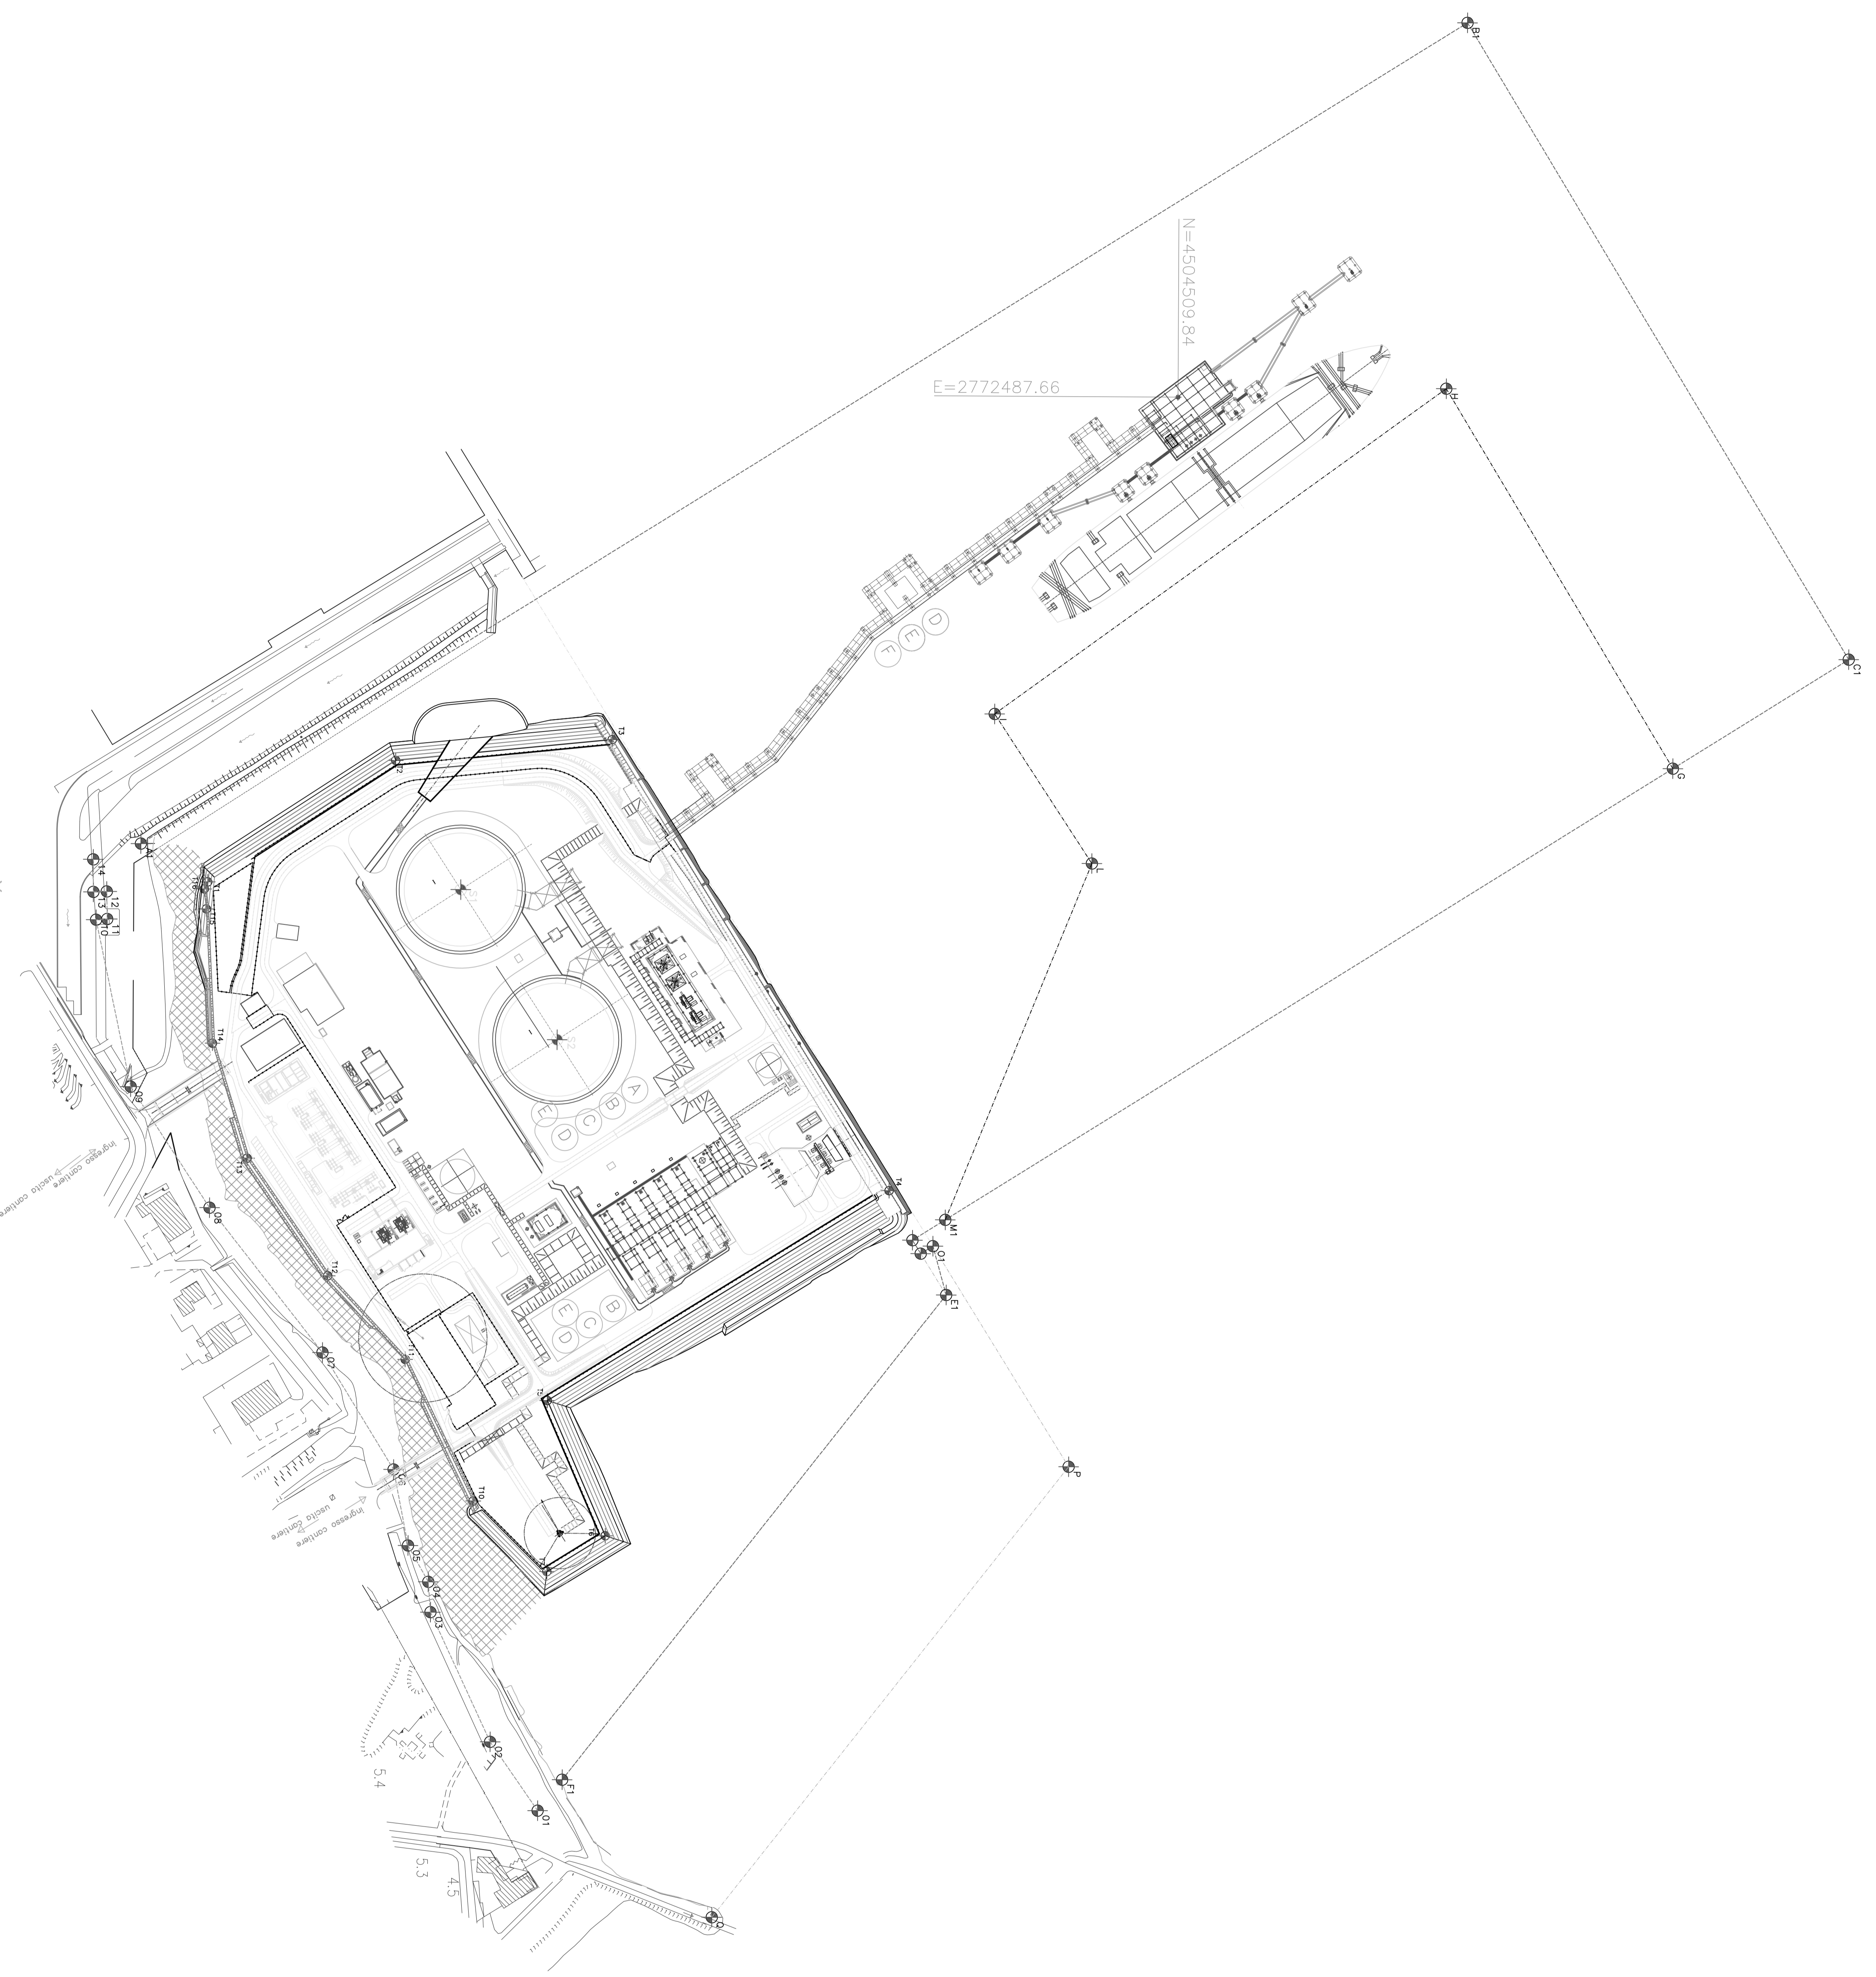 B1
C1
H
G
N=4504509.84
E=2772487.66
I
L
D
E
F
T3
T2
T4
M1
O1
E1
P
A1
14
13
12
11
10
T1
T16
T15
T14
T13
T12
T11
T10
T5
T6
A
B
C
D
E
B
C
D
E
09
08
07
06
05
04
03
02
01
F1
Q
ingresso cantiere
uscita cantiere
ingresso cantiere
uscita cantiere
5.4
5.3
4.5